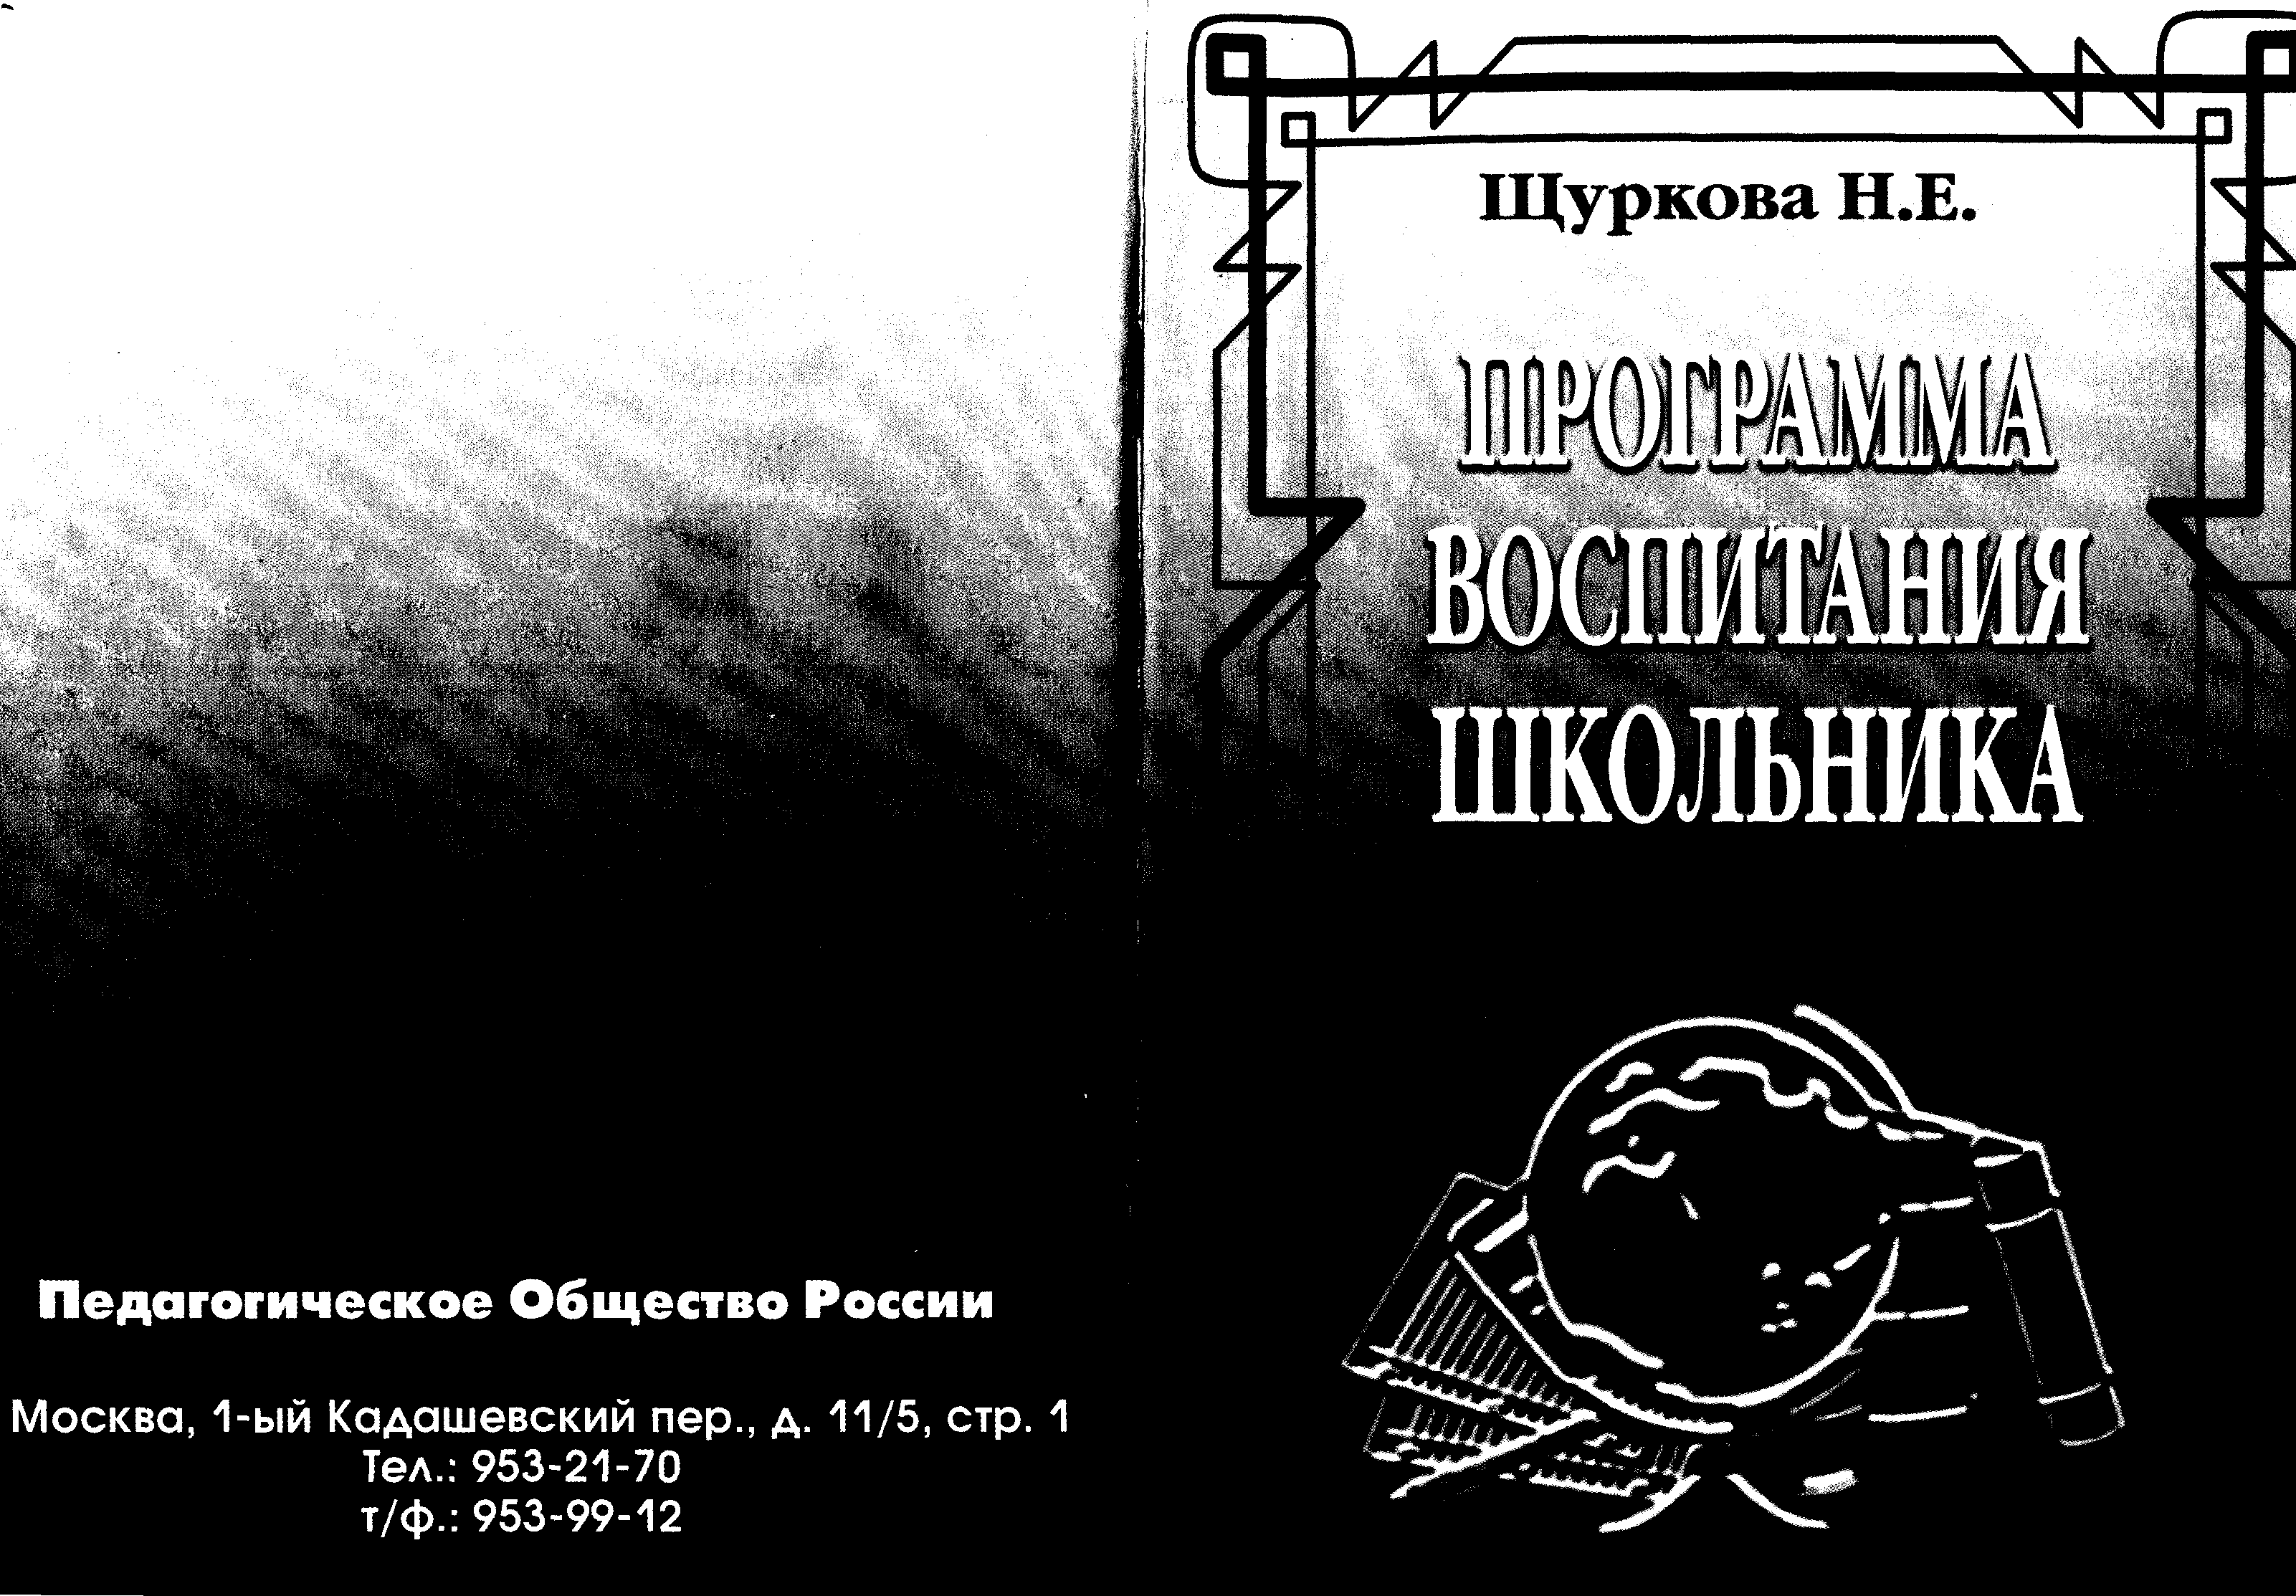 Педагогическое Общество России
Москва, 1-ый Кадашевский пер., д. 11/5, стр. 1
Тел.: 953-21-70
т/ф.: 953-99-12
Щуркова Н.Е.
ПРОГРАММА
ВОСПИТАНИЯ
ШКОЛЬНИКА